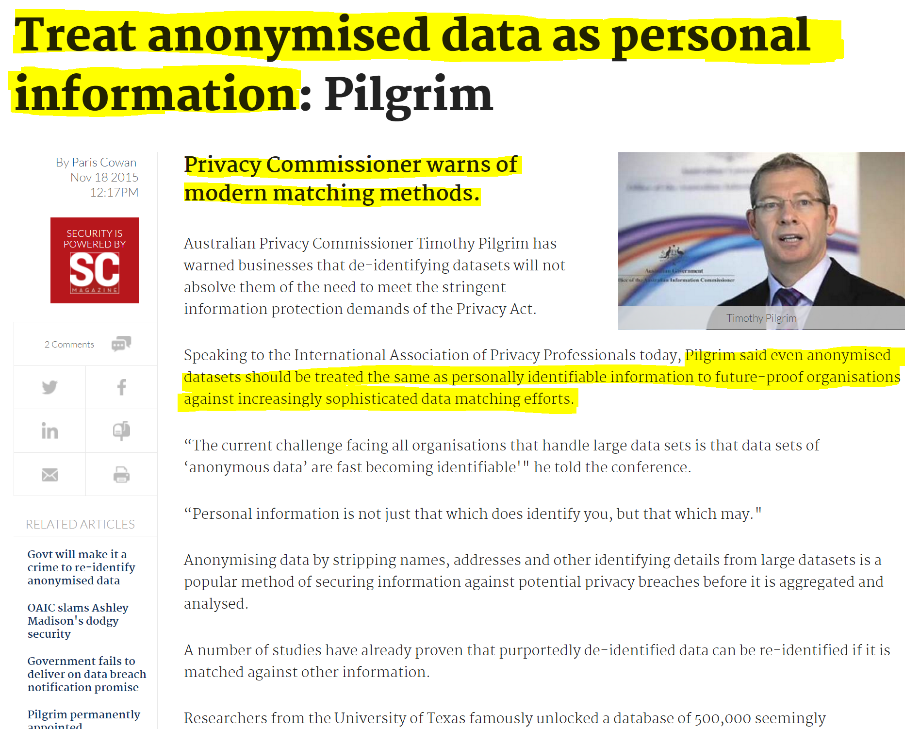 Treat anonymised data as personal
information: Pilgrim
By Paris Cowan
Nov 18 2015
12:17PM
SECURITY IS
POWERED BY
SC
MAGAZINE
2 Comments
RELATED ARTICLES
Govt will make it a
crime to re-identify
anonymised data
OAIC slams Ashley
Madison's dodgy
security
Government fails to
deliver on data breach
notification promise
Pilgrim permanently
appointed
Privacy Commissioner warns of
modern matching methods.
Australian Privacy Commissioner Timothy Pilgrim has
warned businesses that de-identifying datasets will not
absolve them of the need to meet the stringent
information protection demands of the Privacy Act.
Australian Government
Office of the Australian Information Commissioner
Timothy Pilgrim
Speaking to the International Association of Privacy Professionals today, Pilgrim said even anonymised
datasets should be treated the same as personally identifiable information to future-proof organisations
against increasingly sophisticated data matching efforts.
“The current challenge facing all organisations that handle large data sets is that data sets of
‘anonymous data’ are fast becoming identifiable'" he told the conference.
“Personal information is not just that which does identify you, but that which may."
Anonymising data by stripping names, addresses and other identifying details from large datasets is a
popular method of securing information against potential privacy breaches before it is aggregated and
analysed.
A number of studies have already proven that purportedly de-identified data can be re-identified if it is
matched against other information.
Researchers from the University of Texas famously unlocked a database of 500,000 seemingly